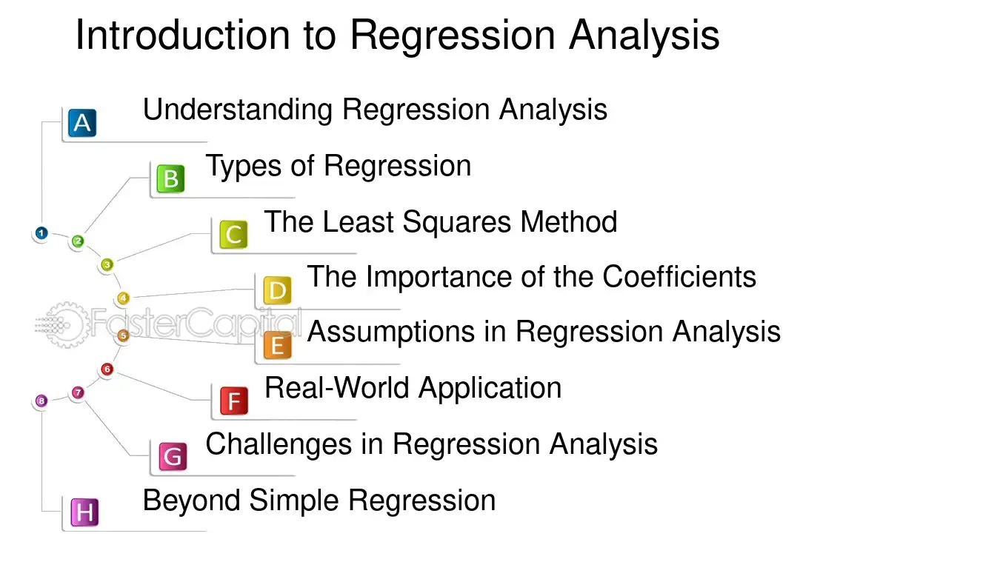 Introduction to Regression Analysis
A Understanding Regression Analysis
B Types of Regression
1
2
C The Least Squares Method
3
D The Importance of the Coefficients
4
FasterCapital
E Assumptions in Regression Analysis
5
6
F Real-World Application
7
8
G Challenges in Regression Analysis
H Beyond Simple Regression